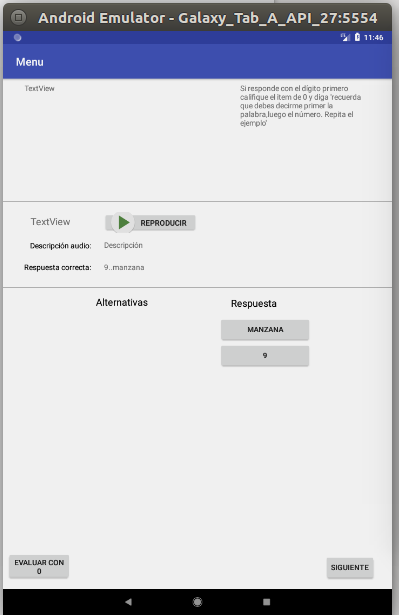 Android Emulator - Galaxy_Tab_A_API_27:5554
11:46
Menu
TextView
Si responde con el dígito primero
califique el item de 0 y diga 'recuerda
que debes decirme primer la
palabra,luego el número. Repita el
ejemplo'
TextView
REPRODUCIR
Descripción audio:
Descripción
Respuesta correcta:
9..manzana
Alternativas
Respuesta
MANZANA
9
EVALUAR CON
0
SIGUIENTE